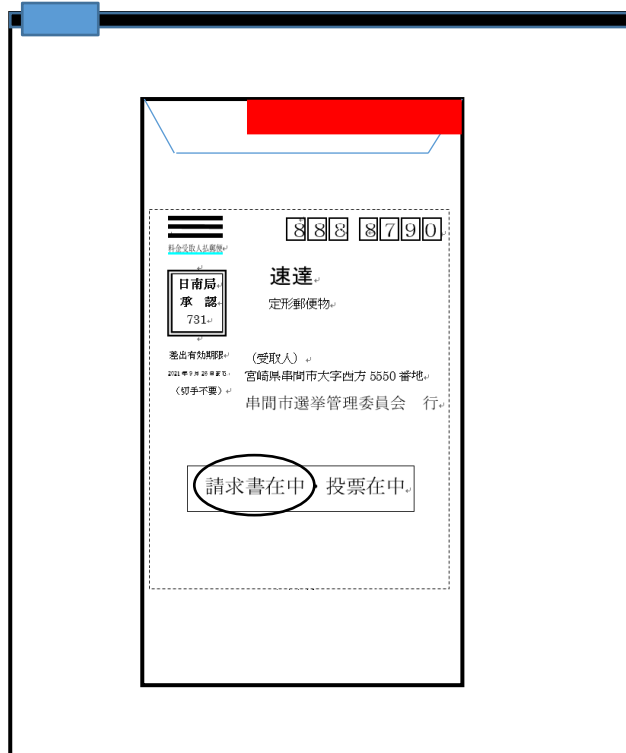 888 8790
料金受取人払郵便
速達
日南局
承 認
731
定形郵便物
差出有効期限
2021年9月28日まで
(切手不要)
(受取人)
宮崎県串間市大字西方 5550 番地
串間市選挙管理委員会 行
請求書在中・投票在中